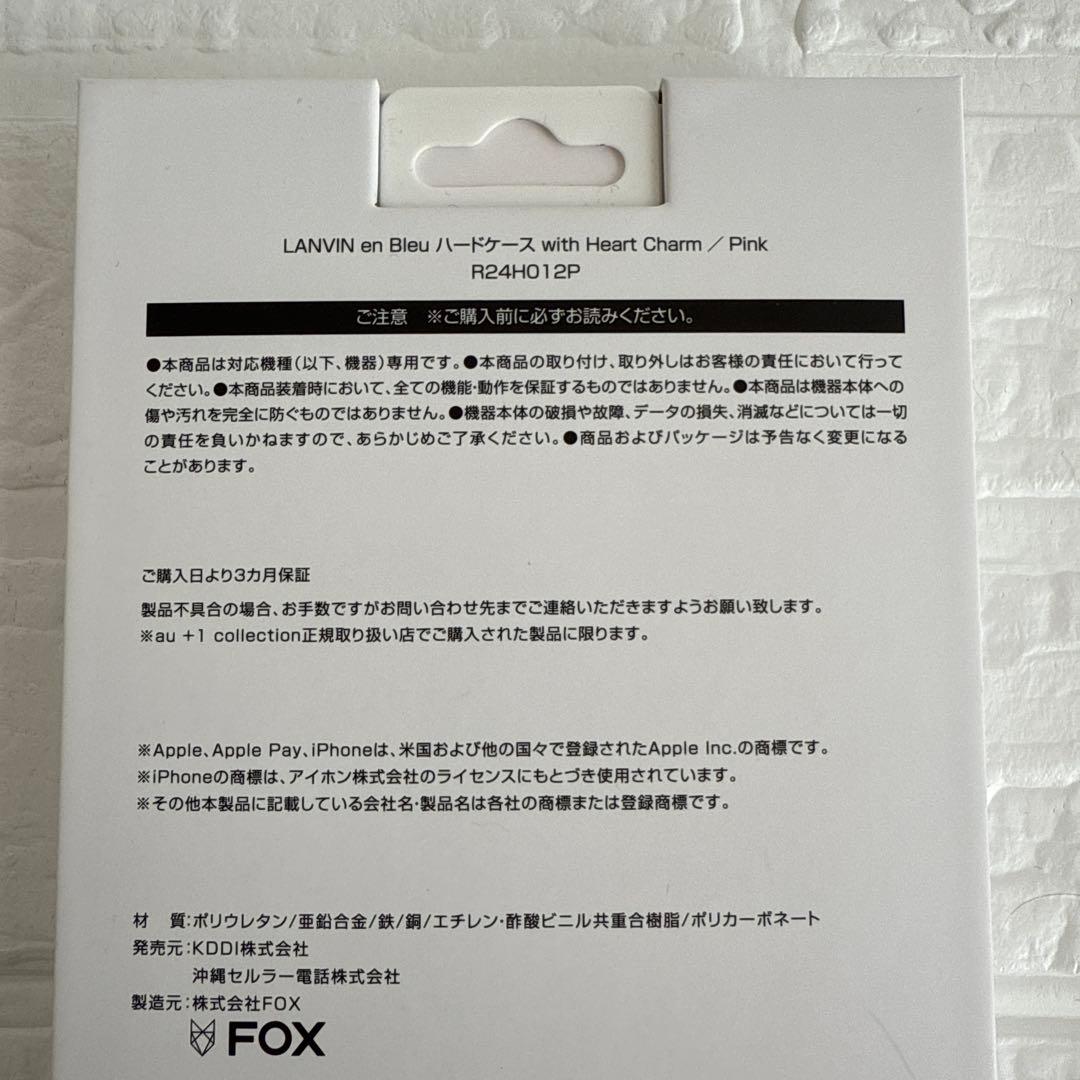 LANVIN en Bleu ハードケース with Heart Charm ／ Pink
R24H012P
ご注意　※ご購入前に必ずお読みください。
●本商品は対応機種（以下、機器）専用です。●本商品の取り付け、取り外しはお客様の責任において行って
ください。●本商品装着時において、全ての機能・動作を保証するものではありません。●本商品は機器本体への
傷や汚れを完全に防ぐものではありません。●機器本体の破損や故障、データの損失、消滅などについては一切
の責任を負いかねますので、あらかじめご了承ください。●商品およびパッケージは予告なく変更になる
ことがあります。
ご購入日より3カ月保証
製品不具合の場合、お手数ですがお問い合わせ先までご連絡いただきますようお願い致します。
※au +1 collection正規取り扱い店でご購入された製品に限ります。
※Apple、Apple Pay、iPhoneは、米国および他の国々で登録されたApple Inc.の商標です。
※iPhoneの商標は、アイホン株式会社のライセンスにもとづき使用されています。
※その他本製品に記載している会社名・製品名は各社の商標または登録商標です。
材　質：ポリウレタン/亜鉛合金/鉄/銅/エチレン・酢酸ビニル共重合樹脂/ポリカーボネート
発売元：KDDI株式会社
沖縄セルラー電話株式会社
製造元：株式会社FOX
FOX